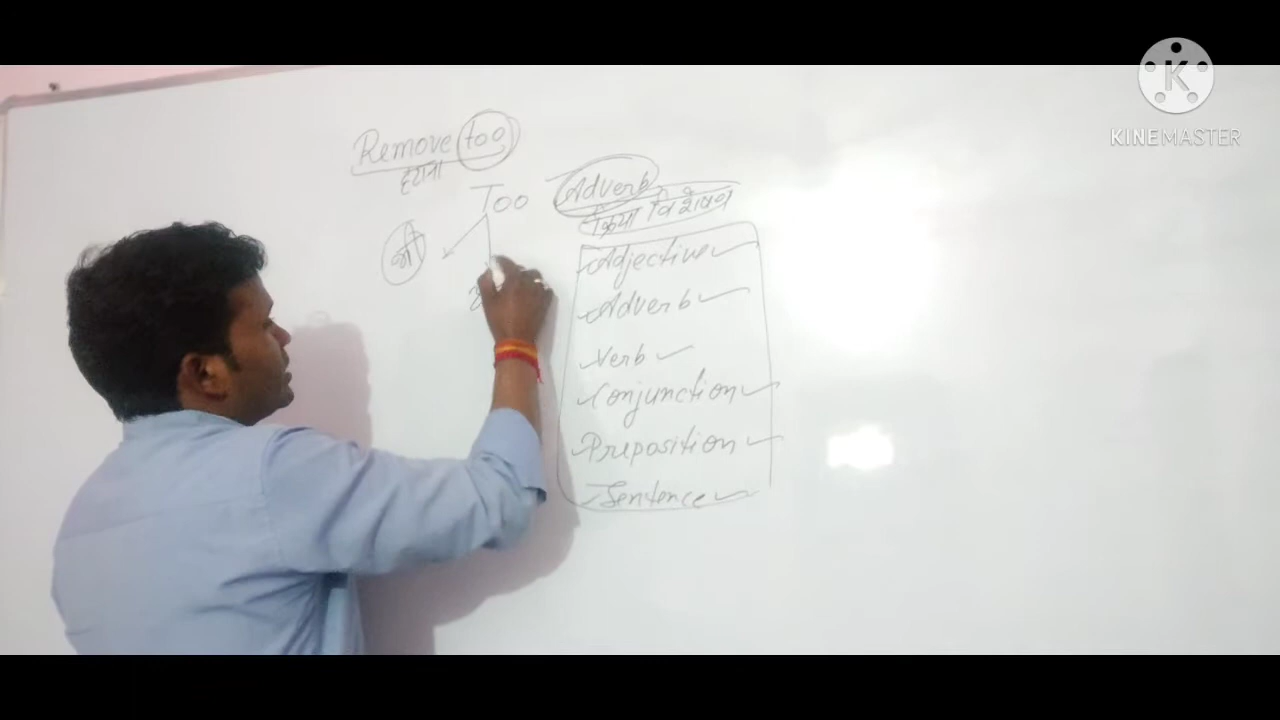 KINEMASTER
Remove too
हटाना
Too
Adverb
क्रिया विशेषण
भी
Adjective
Adverb
Verb
Conjunction
Preposition
Sentence